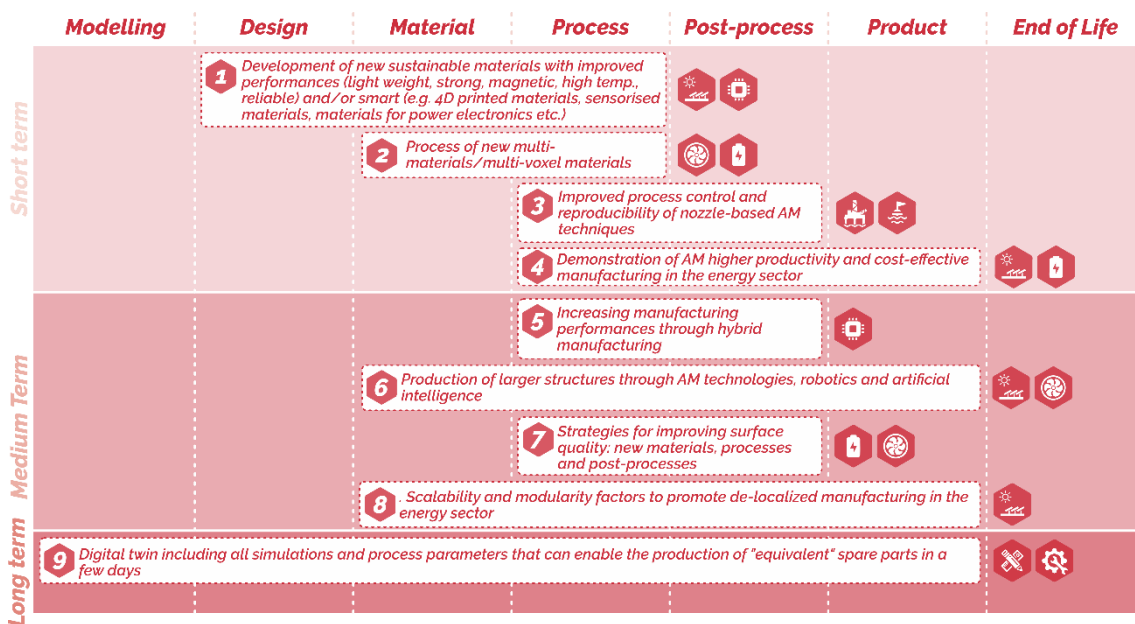 Modelling Design Material Process Post-process Product End of Life
Short term
1
Development of new sustainable materials with improved
performances (light weight, strong, magnetic, high temp.,
reliable) and/or smart (e.g. 4D printed materials, sensorised
materials, materials for power electronics etc.)
2
Process of new multi-
materials/multi-voxel materials
3
Improved process control and
reproducibility of nozzle-based AM
techniques
4
Demonstration of AM higher productivity and cost-effective
manufacturing in the energy sector
Medium Term
5
Increasing manufacturing
performances through hybrid
manufacturing
6
Production of larger structures through AM technologies, robotics and artificial
intelligence
7
Strategies for improving surface
quality: new materials, processes
and post-processes
8
. Scalability and modularity factors to promote de-localized manufacturing in the
energy sector
Long term
9
Digital twin including all simulations and process parameters that can enable the production of "equivalent“ spare parts in a
few days